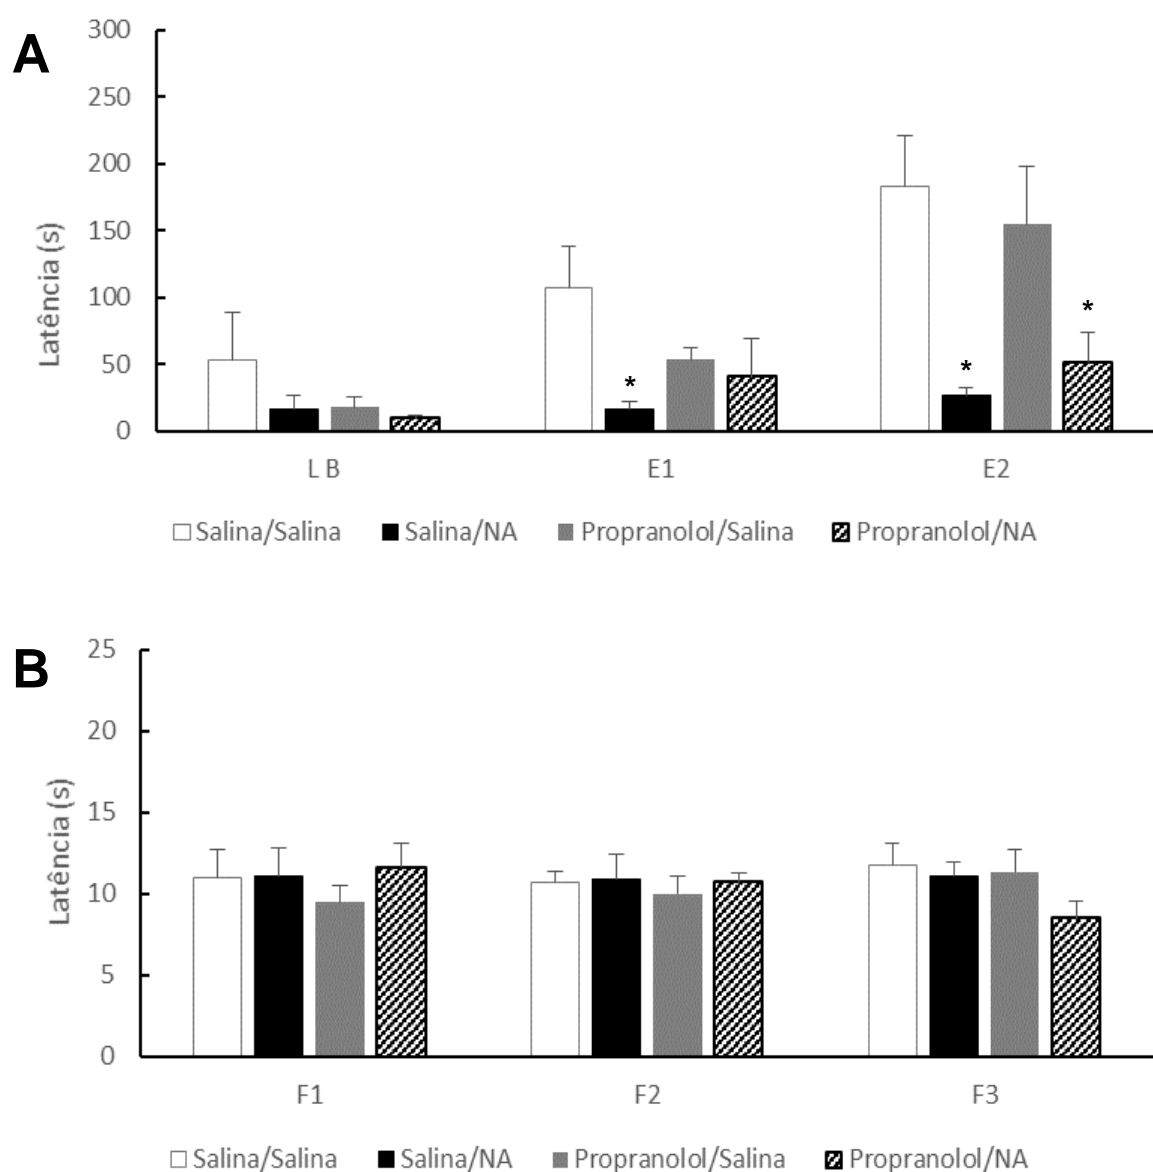 A
300
250
200
150
100
50
0
Latência (s)
*
*
*
L B E1 E2
Salina/Salina Salina/NA Propranolol/Salina Propranolol/NA
B
25
20
15
10
5
0
Latência (s)
F1 F2 F3
Salina/Salina Salina/NA Propranolol/Salina Propranolol/NA